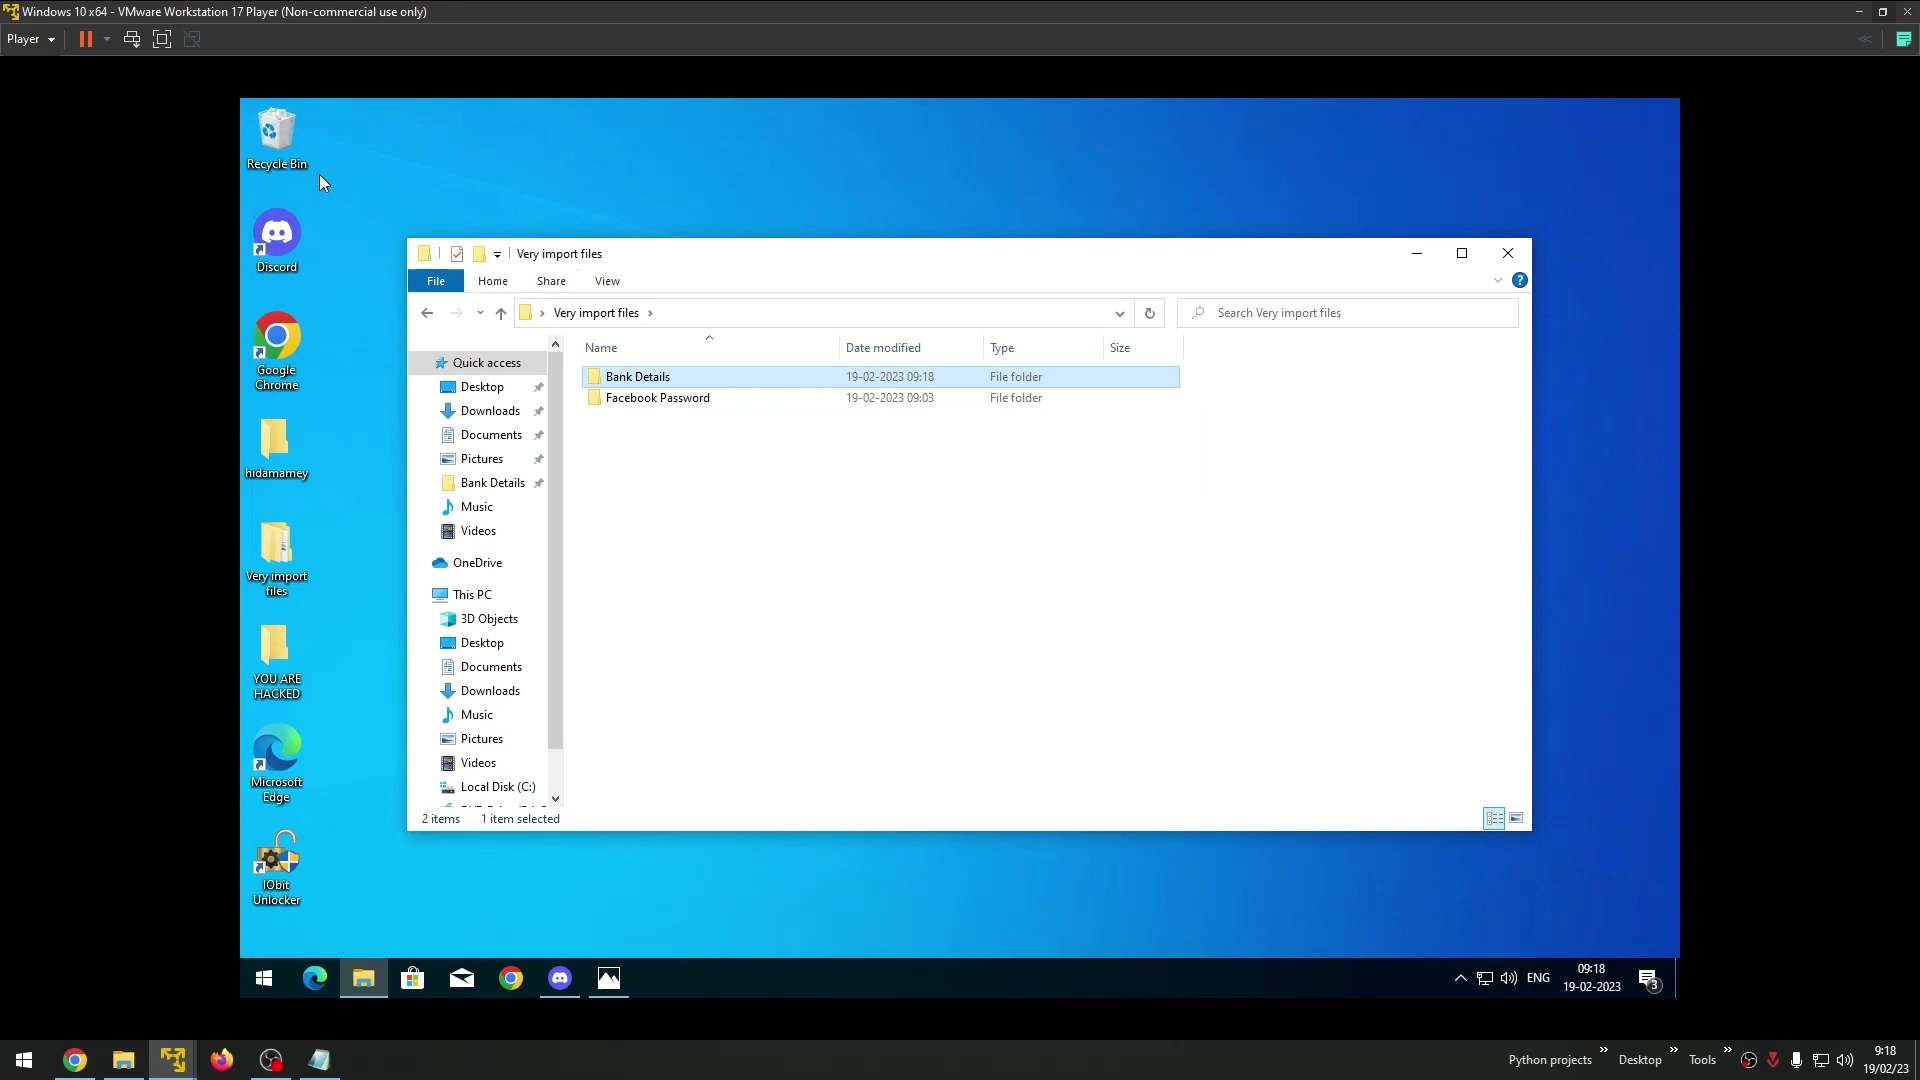 Windows 10 x64 - VMware Workstation 17 Player (Non-commercial use only)
Player
Recycle Bin
Discord
Google
Chrome
hidamamey
Very import
files
YOU ARE
HACKED
Microsoft
Edge
IObit
Unlocker
Very import files
File Home Share View
Very import files
Search Very import files
Name Date modified Type Size
Bank Details 19-02-2023 09:18 File folder
Facebook Password 19-02-2023 09:03 File folder
Quick access
Desktop
Downloads
Documents
Pictures
Bank Details
Music
Videos
OneDrive
This PC
3D Objects
Desktop
Documents
Downloads
Music
Pictures
Videos
Local Disk (C:)
2 items 1 item selected
ENG
09:18
19-02-2023
3
Python projects Desktop Tools
9:18
19/02/23